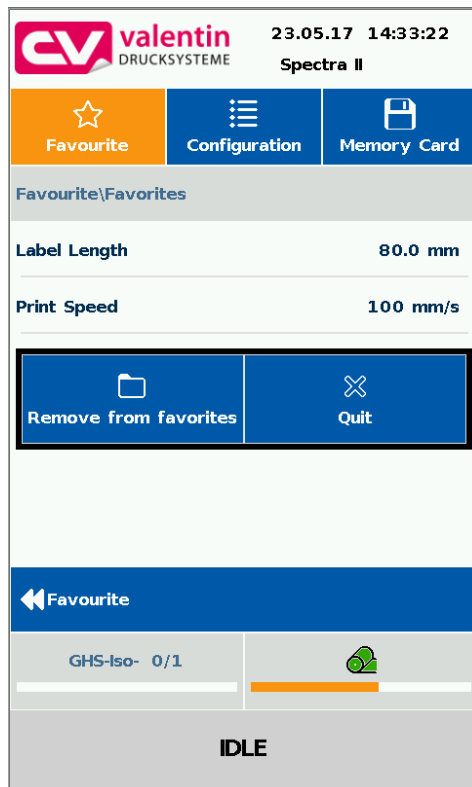 CV valentin
DRUCKSYSTEME
23.05.17 14:33:22
Spectra II
Favourite Configuration Memory Card
Favourite\Favorites
Label Length 80.0 mm
Print Speed 100 mm/s
Remove from favorites Quit
Favourite
GHS-Iso- 0/1
IDLE